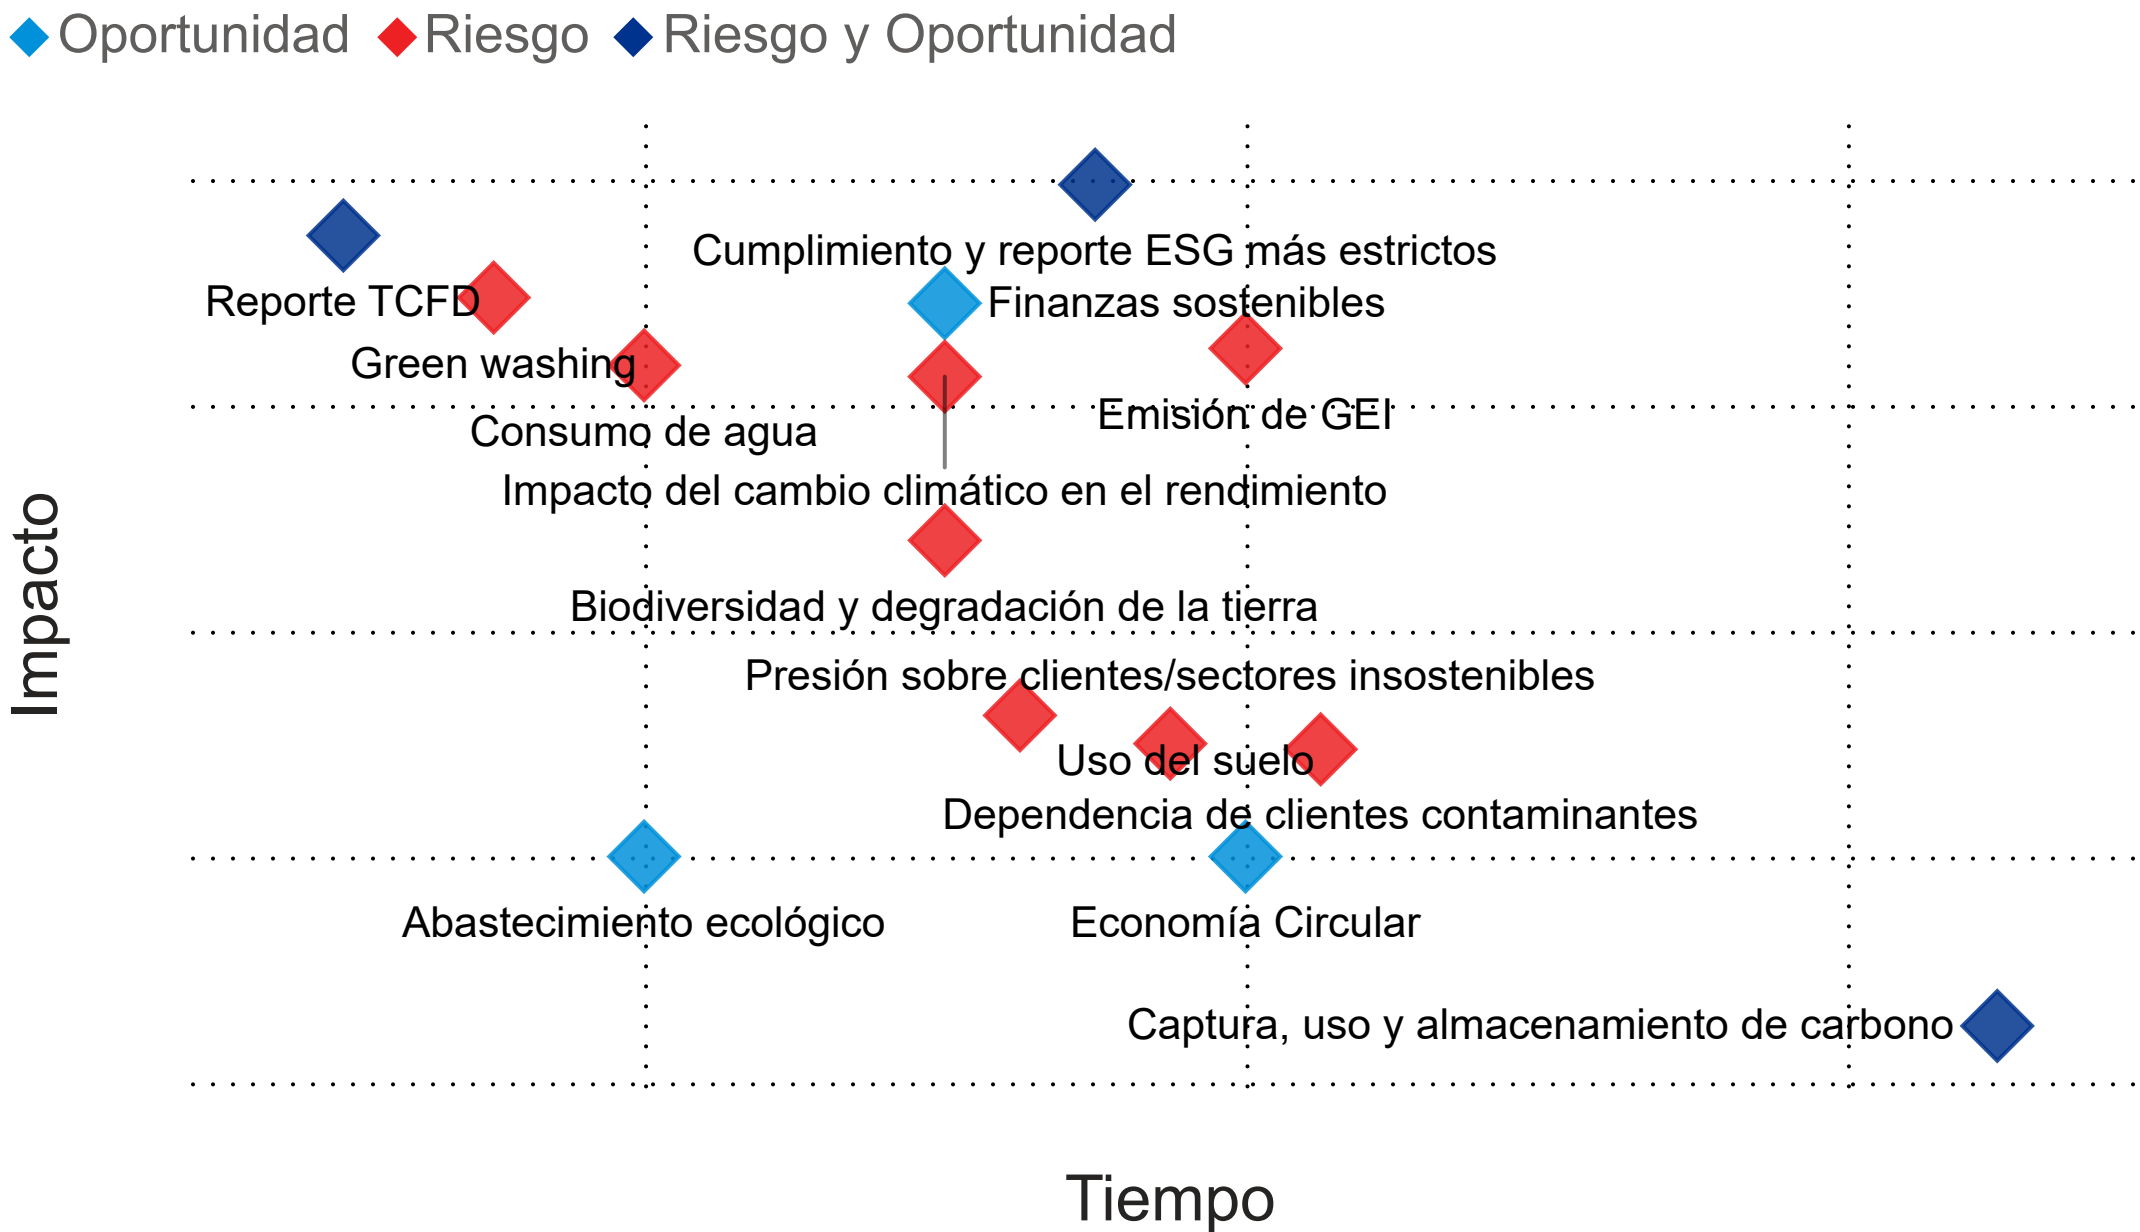 Oportunidad Riesgo Riesgo y Oportunidad
Cumplimiento y reporte ESG más estrictos
Reporte TCFD
Finanzas sostenibles
Green washing
Emisión de GEI
Consumo de agua
Impacto del cambio climático en el rendimiento
Biodiversidad y degradación de la tierra
Impacto
Presión sobre clientes/sectores insostenibles
Uso del suelo
Dependencia de clientes contaminantes
Abastecimiento ecológico
Economía Circular
Captura, uso y almacenamiento de carbono
Tiempo